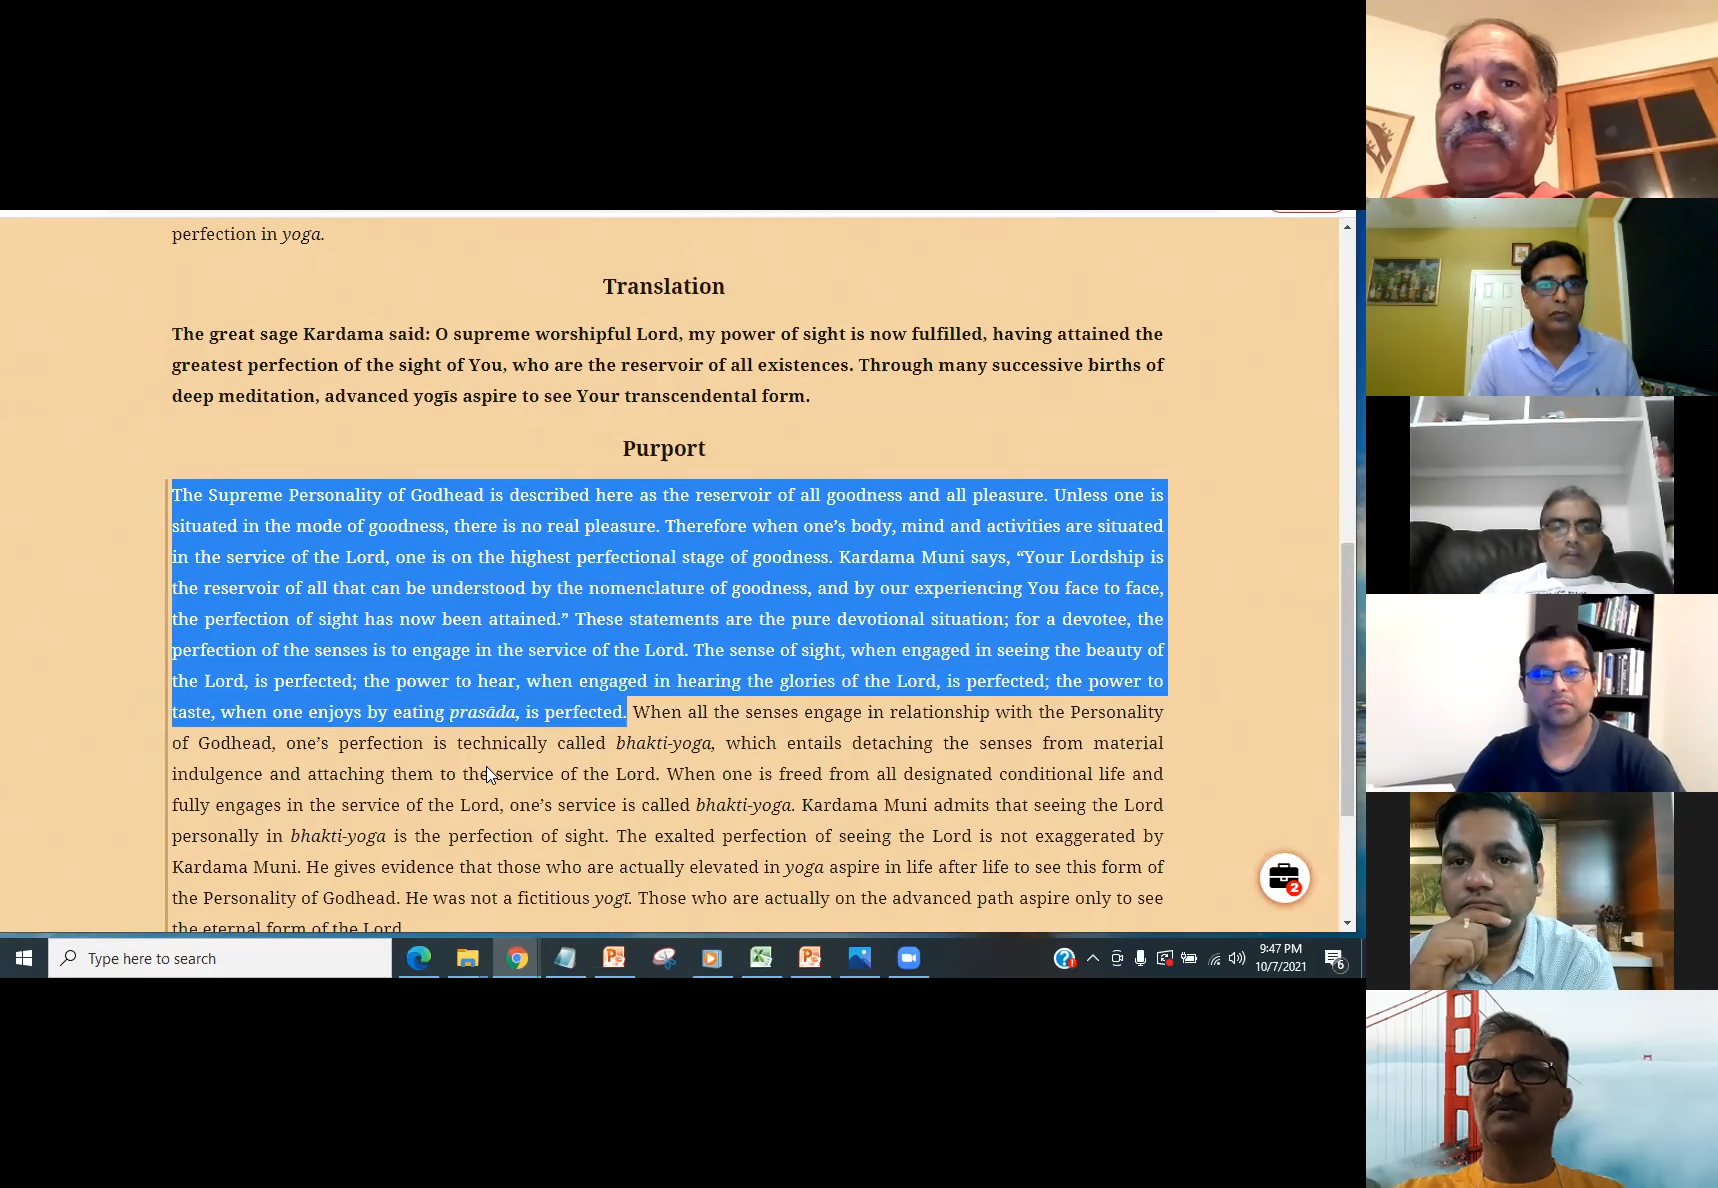 perfection in yoga.
Translation
The great sage Kardama said: O supreme worshipful Lord, my power of sight is now fulfilled, having attained the
greatest perfection of the sight of You, who are the reservoir of all existences. Through many successive births of
deep meditation, advanced yogīs aspire to see Your transcendental form.
Purport
The Supreme Personality of Godhead is described here as the reservoir of all goodness and all pleasure. Unless one is
situated in the mode of goodness, there is no real pleasure. Therefore when one’s body, mind and activities are situated
in the service of the Lord, one is on the highest perfectional stage of goodness. Kardama Muni says, “Your Lordship is
the reservoir of all that can be understood by the nomenclature of goodness, and by our experiencing You face to face,
the perfection of sight has now been attained.” These statements are the pure devotional situation; for a devotee, the
perfection of the senses is to engage in the service of the Lord. The sense of sight, when engaged in seeing the beauty of
the Lord, is perfected; the power to hear, when engaged in hearing the glories of the Lord, is perfected; the power to
taste, when one enjoys by eating prasāda, is perfected. When all the senses engage in relationship with the Personality
of Godhead, one’s perfection is technically called bhakti-yoga, which entails detaching the senses from material
indulgence and attaching them to the service of the Lord. When one is freed from all designated conditional life and
fully engages in the service of the Lord, one’s service is called bhakti-yoga. Kardama Muni admits that seeing the Lord
personally in bhakti-yoga is the perfection of sight. The exalted perfection of seeing the Lord is not exaggerated by
Kardama Muni. He gives evidence that those who are actually elevated in yoga aspire in life after life to see this form of
the Personality of Godhead. He was not a fictitious yogī. Those who are actually on the advanced path aspire only to see
the eternal form of the Lord.
2
Type here to search
9:47 PM
10/7/2021
6